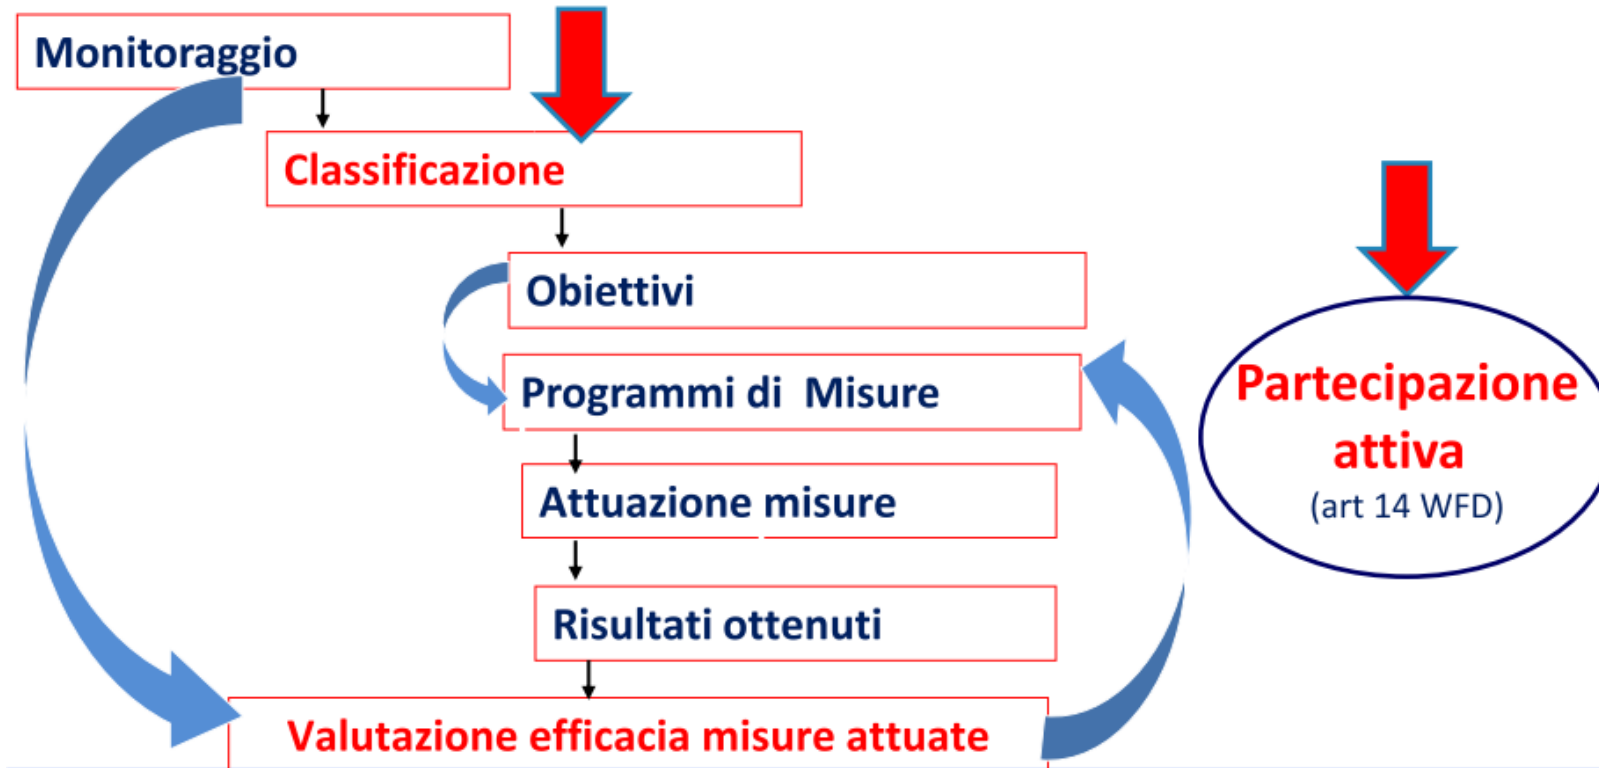 Monitoraggio
Classificazione
Obiettivi
Programmi di Misure
Attuazione misure
Risultati ottenuti
Valutazione efficacia misure attuate
Partecipazione
attiva
(art 14 WFD)